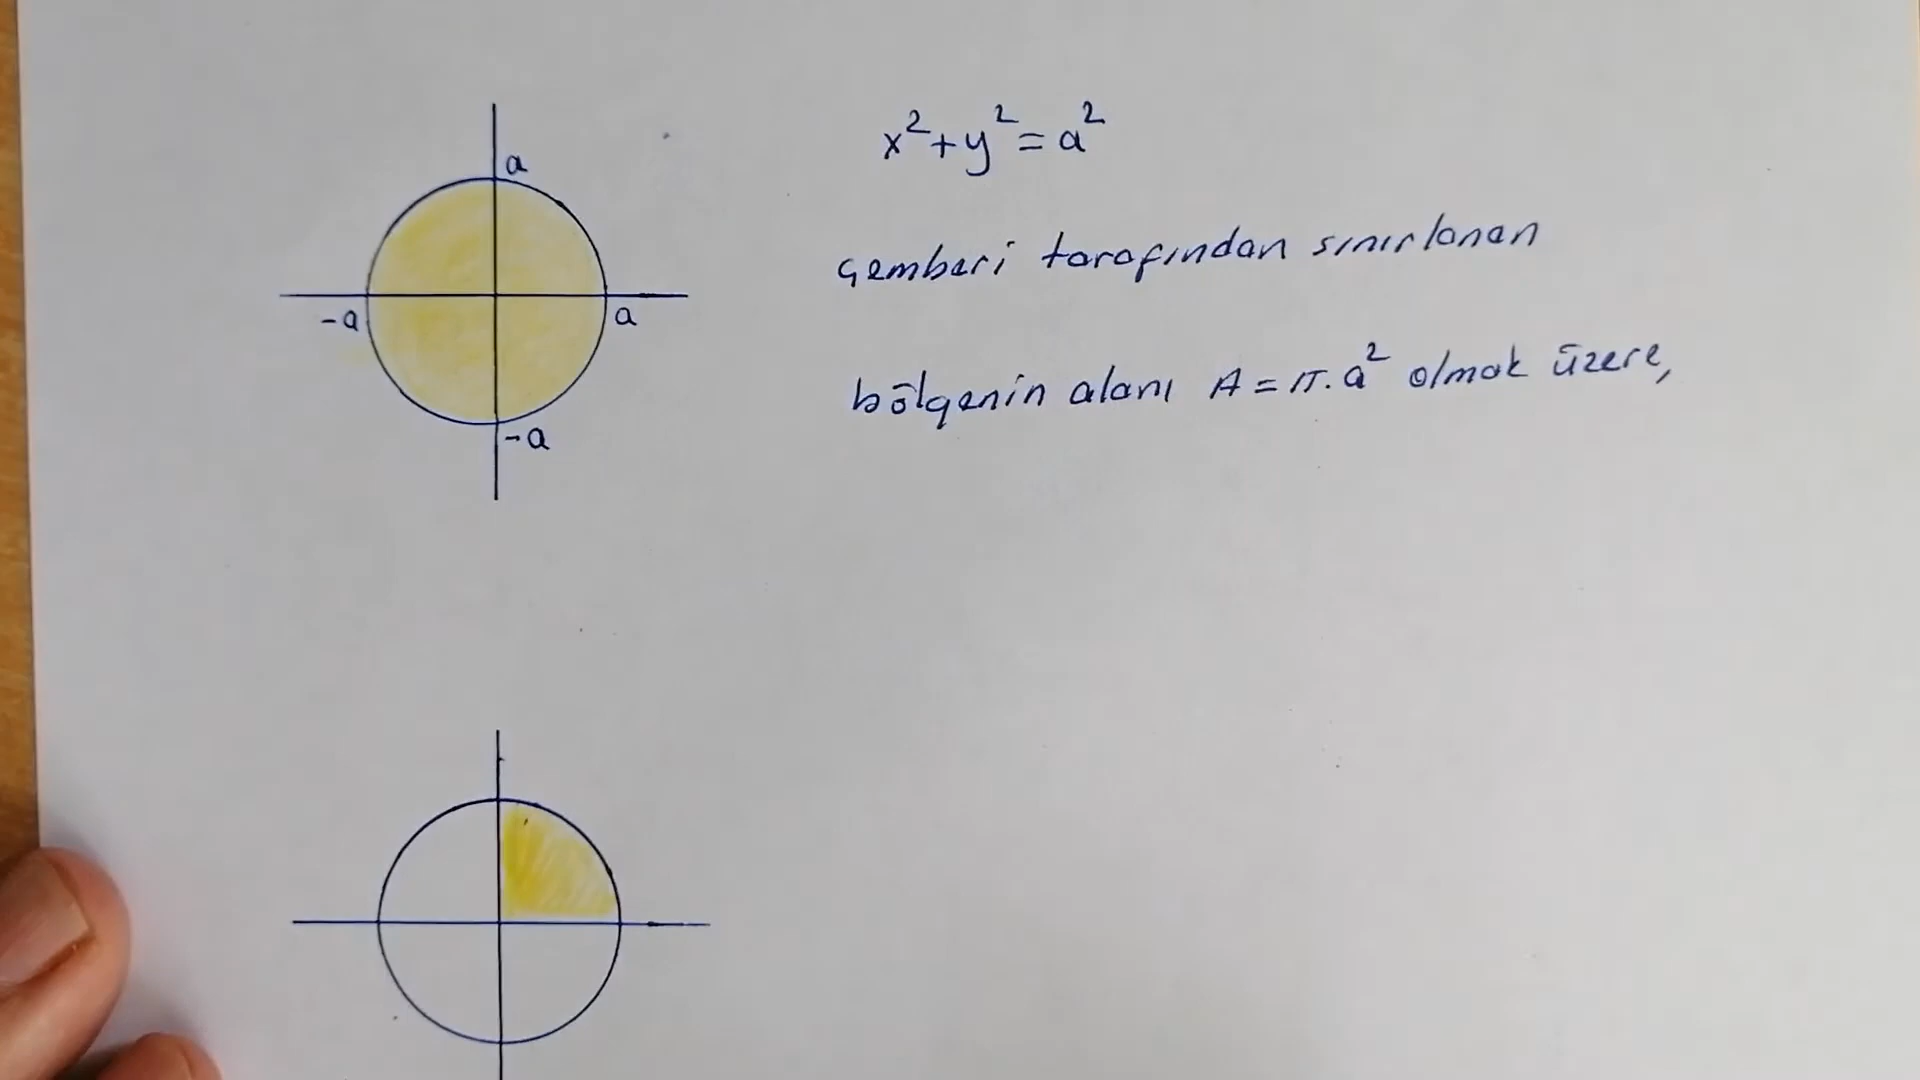 a
-a
a
-a
x²+y²=a²
çemberi tarafından sınırlanan
bölgenin alanı A=π.a² olmak üzere,